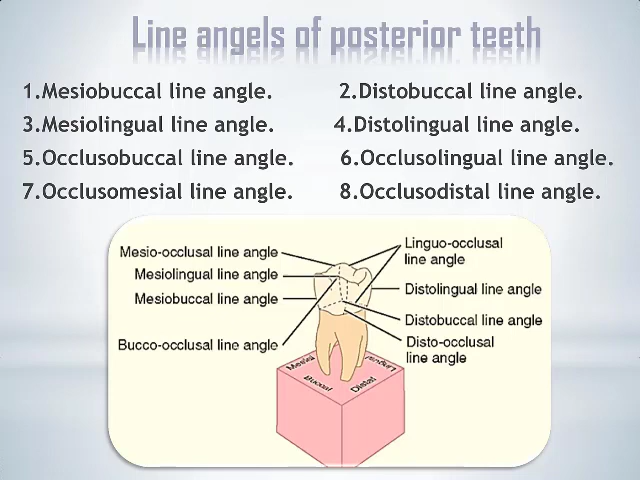 Line angels of posterior teeth
1.Mesiobuccal line angle. 2.Distobuccal line angle.
3.Mesiolingual line angle. 4.Distolingual line angle.
5.Occlusobuccal line angle. 6.Occlusolingual line angle.
7.Occlusomesial line angle. 8.Occlusodistal line angle.
Mesio-occlusal line angle
Mesiolingual line angle
Mesiobuccal line angle
Bucco-occlusal line angle
Linguo-occlusal
line angle
Distolingual line angle
Distobuccal line angle
Disto-occlusal
line angle
Mesial
Lingual
Buccal
Distal